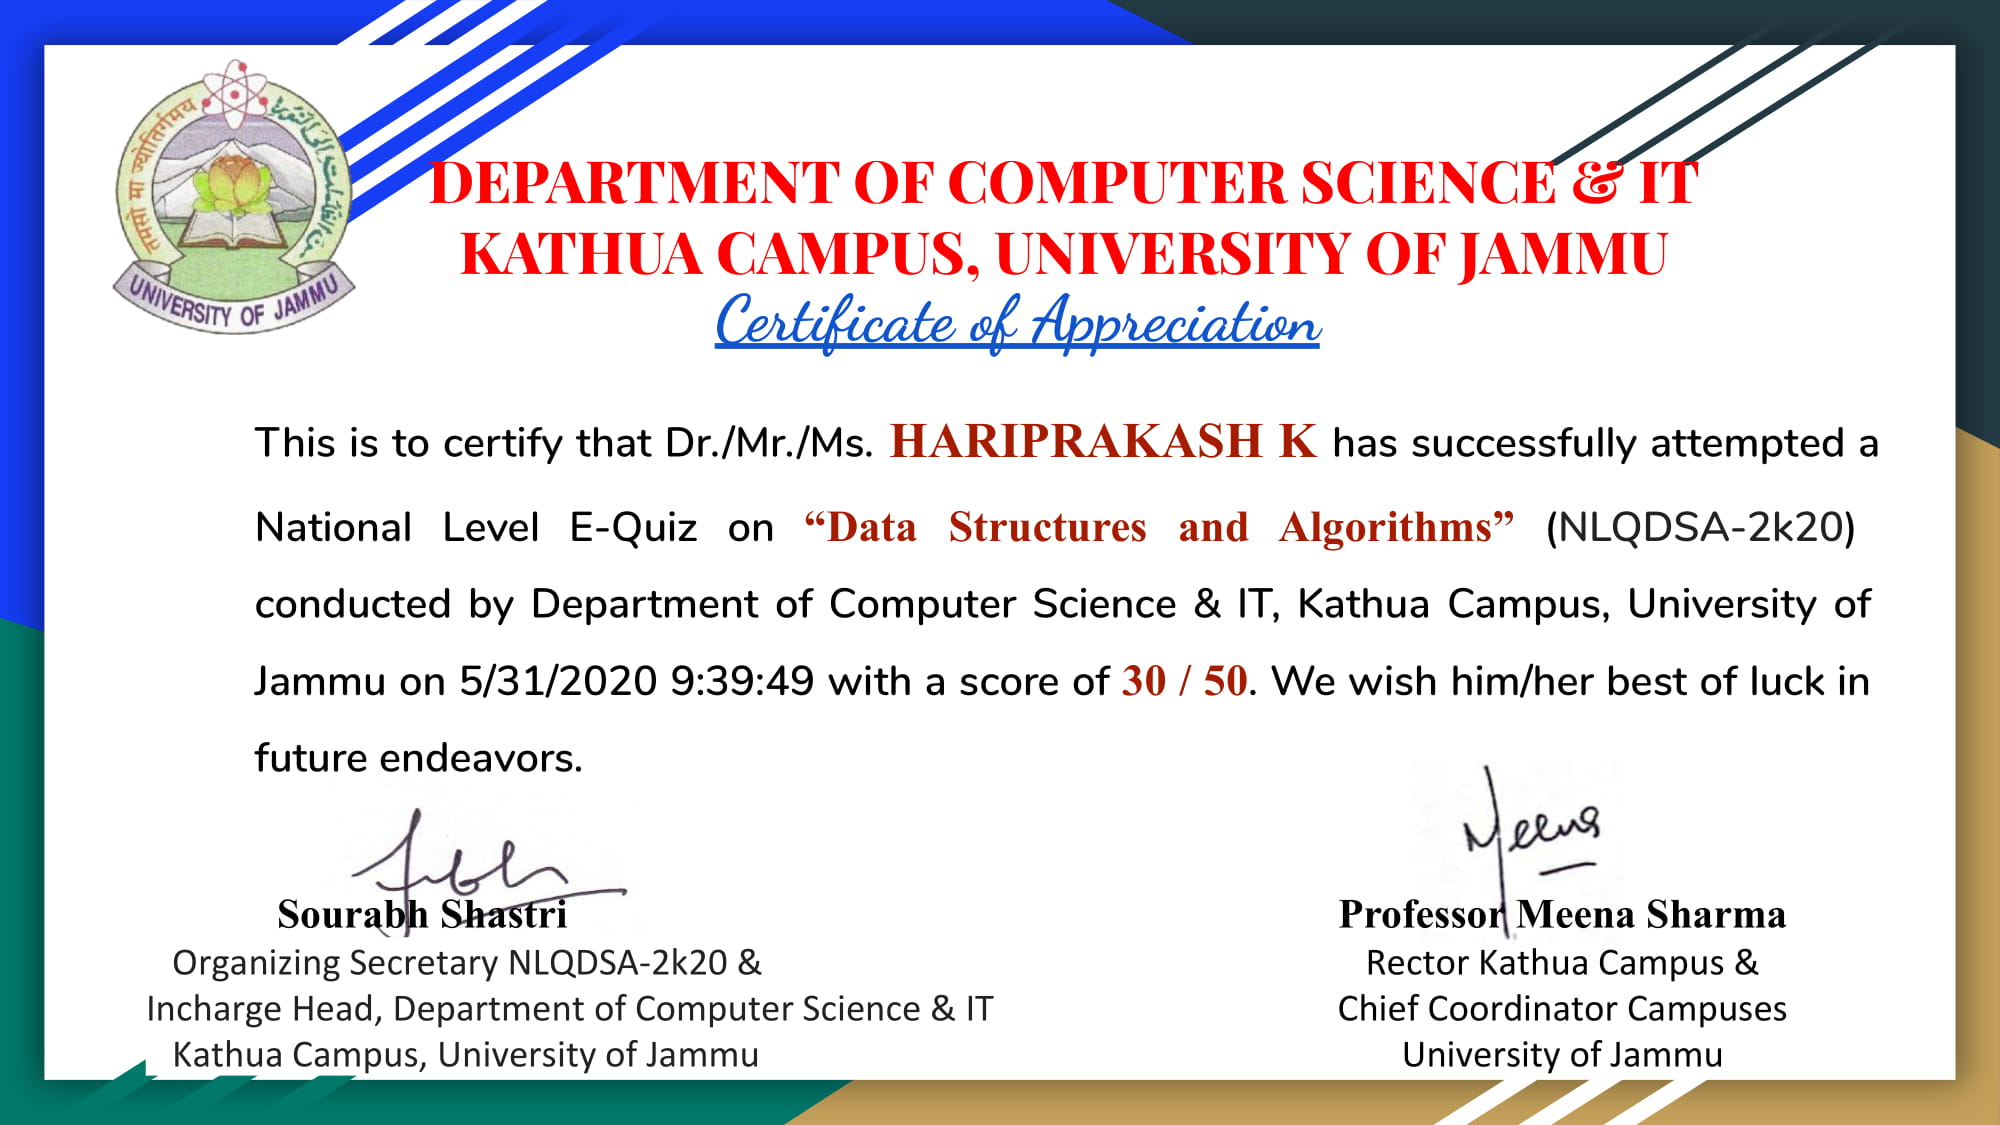 तमसो मा ज्योतिर्गमय
UNIVERSITY OF JAMMU
DEPARTMENT OF COMPUTER SCIENCE & IT
KATHUA CAMPUS, UNIVERSITY OF JAMMU
Certificate of Appreciation
This is to certify that Dr./Mr./Ms. HARIPRAKASH K has successfully attempted a
National Level E-Quiz on “Data Structures and Algorithms” (NLQDSA-2k20)
conducted by Department of Computer Science & IT, Kathua Campus, University of
Jammu on 5/31/2020 9:39:49 with a score of 30 / 50. We wish him/her best of luck in
future endeavors.
Meena
Sourabh Shastri
Organizing Secretary NLQDSA-2k20 &
Incharge Head, Department of Computer Science & IT
Kathua Campus, University of Jammu
Professor Meena Sharma
Rector Kathua Campus &
Chief Coordinator Campuses
University of Jammu